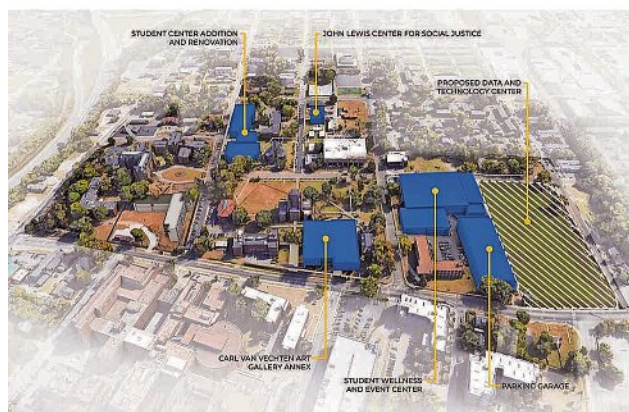 STUDENT CENTER ADDITION
AND RENOVATION
JOHN LEWIS CENTER FOR SOCIAL JUSTICE
PROPOSED DATA AND
TECHNOLOGY CENTER
CARL VAN VECHTEN ART
GALLERY ANNEX
STUDENT WELLNESS
AND EVENT CENTER
PARKING GARAGE